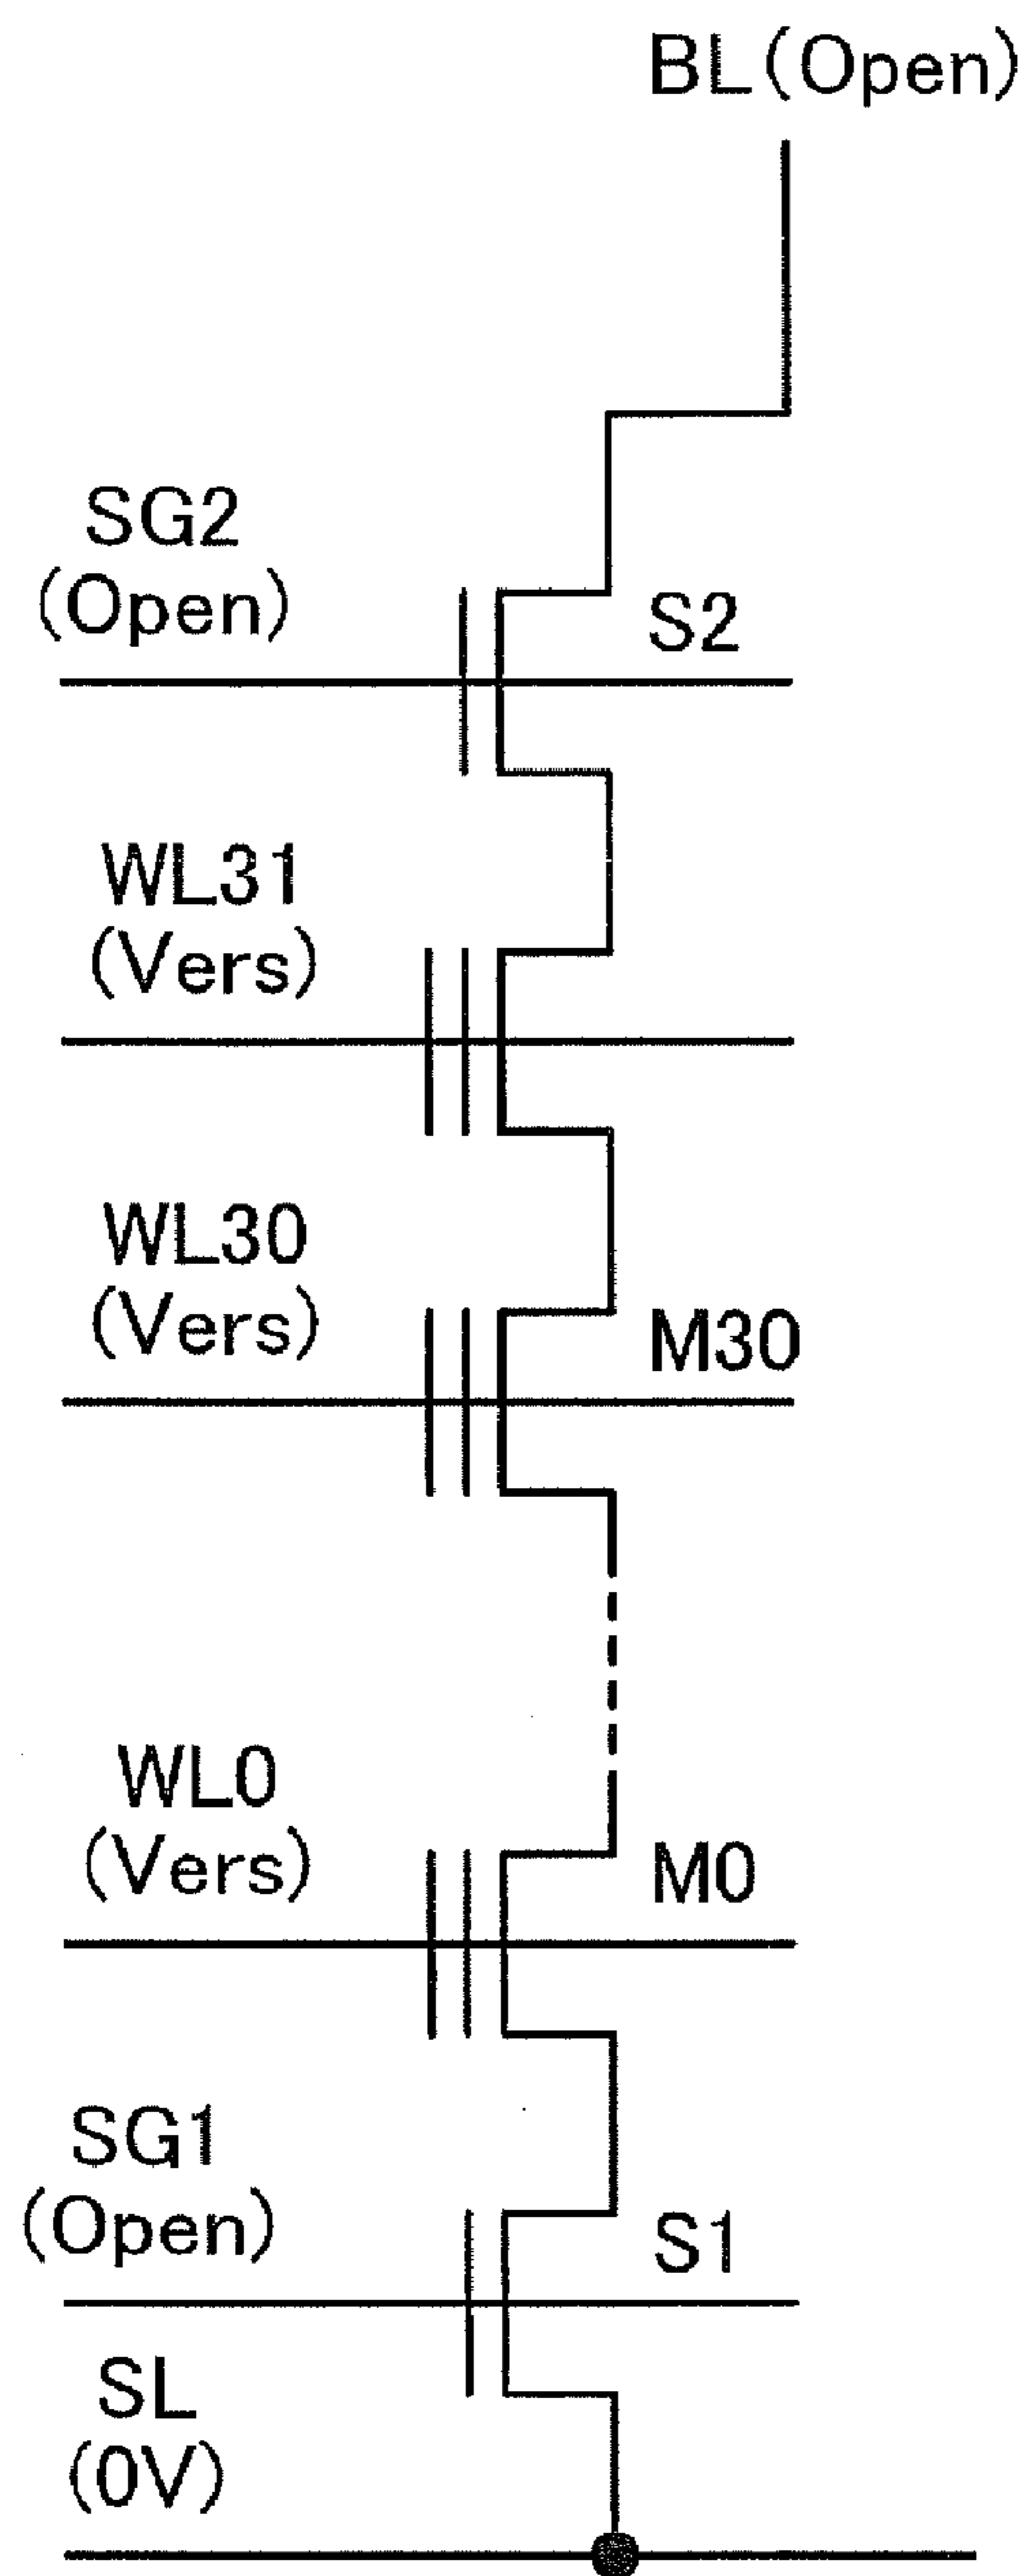 BL(Open)
SG2
(Open)
S2
WL31
(Vers)
WL30
(Vers)
M30
WL0
(Vers)
M0
SG1
(Open)
S1
SL
(0V)